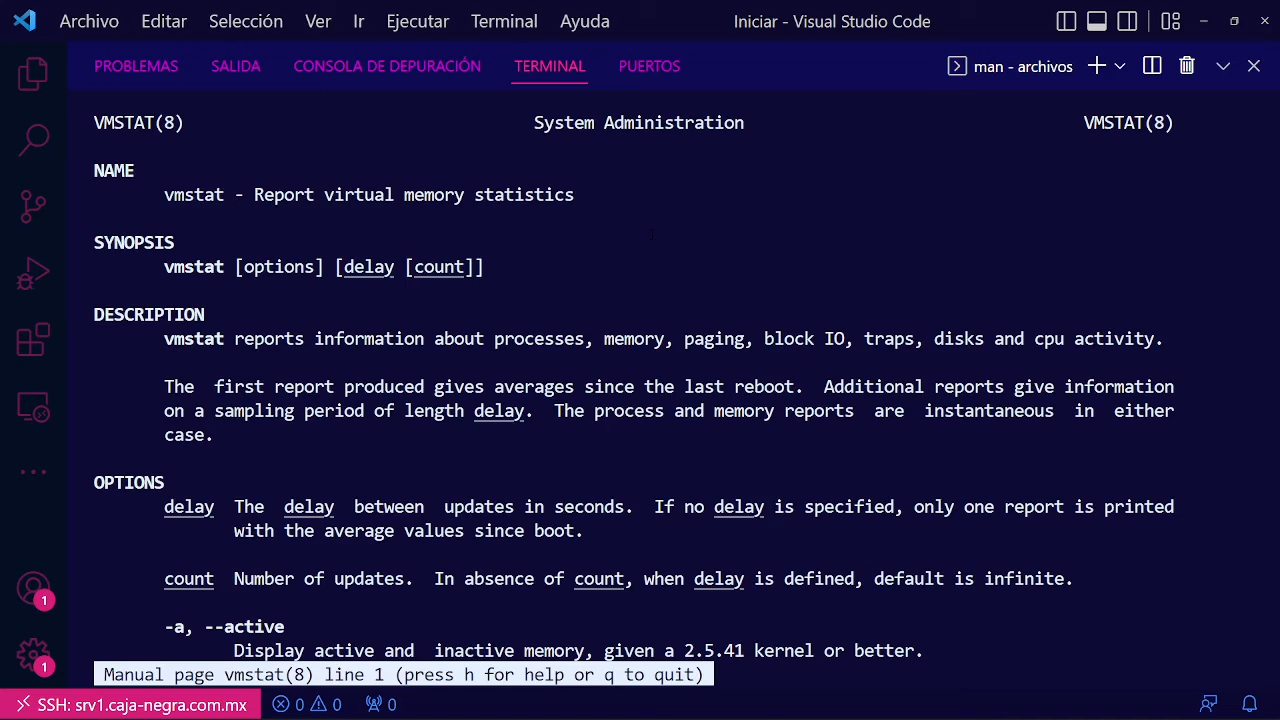 Archivo Editar Selección Ver Ir Ejecutar Terminal Ayuda Iniciar - Visual Studio Code
PROBLEMAS SALIDA CONSOLA DE DEPURACIÓN TERMINAL PUERTOS man - archivos
VMSTAT(8) System Administration VMSTAT(8)
NAME
vmstat - Report virtual memory statistics
SYNOPSIS
vmstat [options] [delay [count]]
DESCRIPTION
vmstat reports information about processes, memory, paging, block IO, traps, disks and cpu activity.
The first report produced gives averages since the last reboot. Additional reports give information
on a sampling period of length delay. The process and memory reports are instantaneous in either
case.
OPTIONS
delay The delay between updates in seconds. If no delay is specified, only one report is printed
with the average values since boot.
count Number of updates. In absence of count, when delay is defined, default is infinite.
-a, --active
Display active and inactive memory, given a 2.5.41 kernel or better.
Manual page vmstat(8) line 1 (press h for help or q to quit)
1
1
SSH: srv1.caja-negra.com.mx 0 0 0